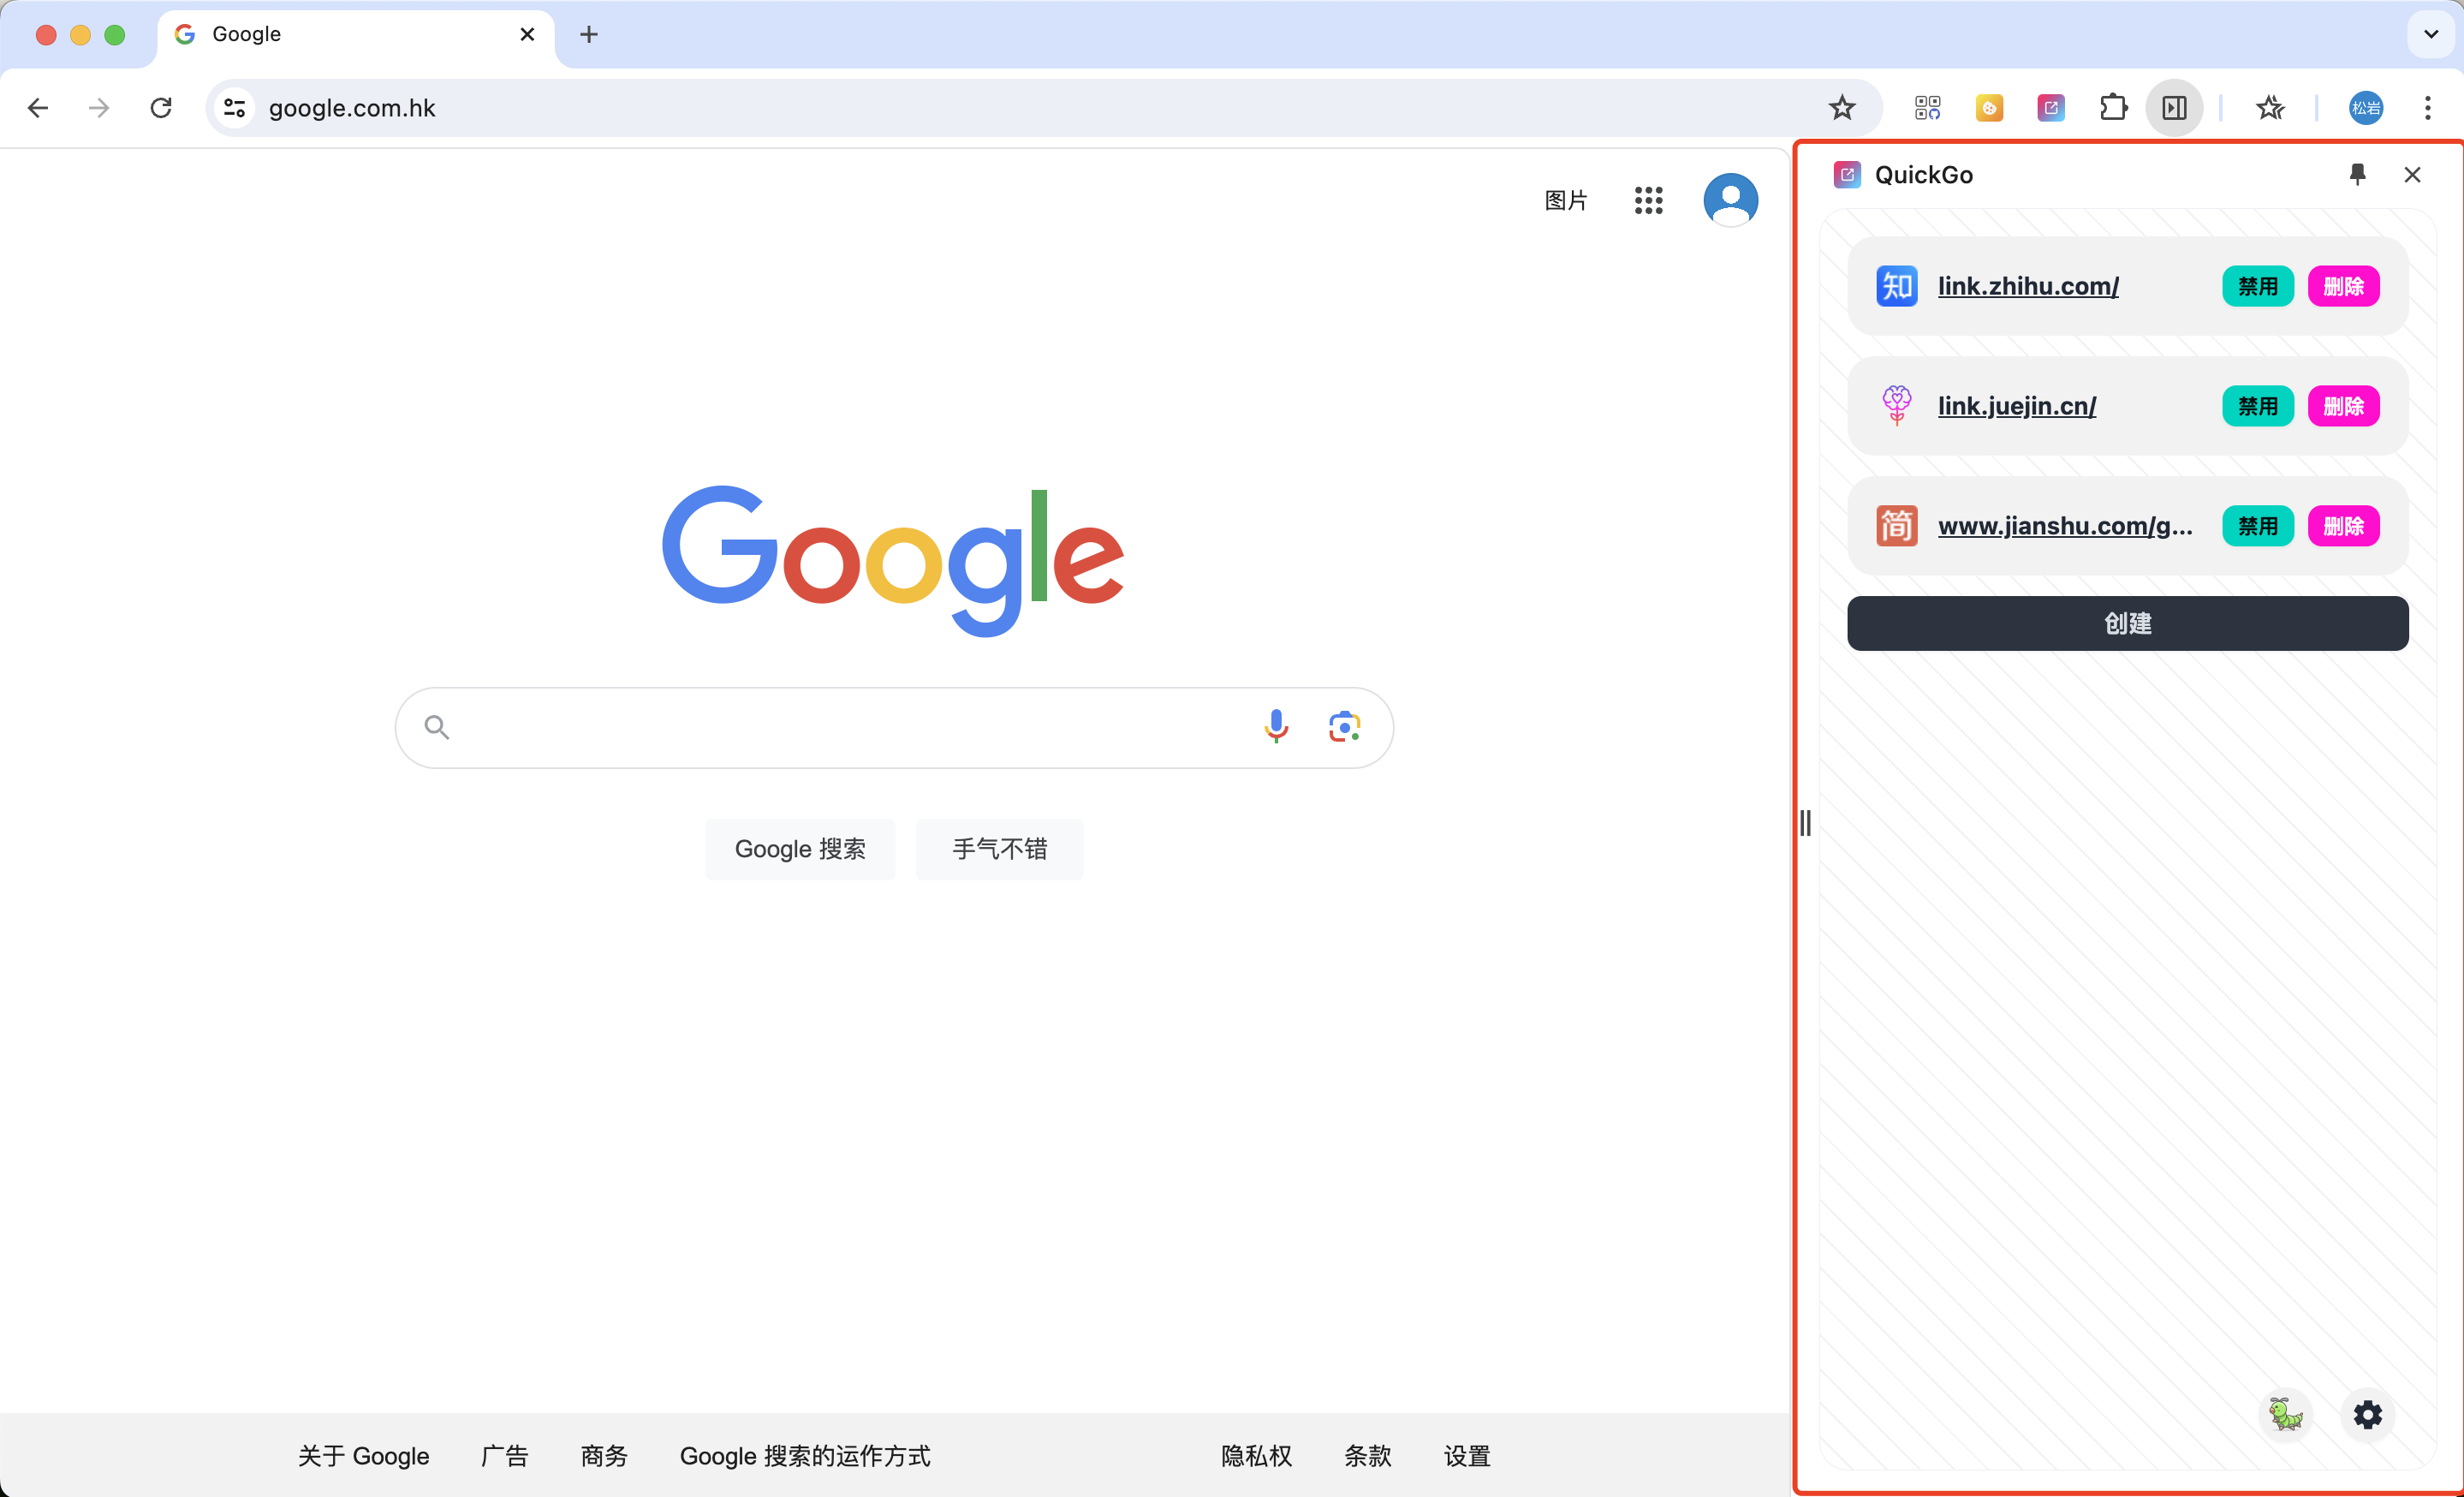 Google
google.com.hk
松岩
图片
Google
Google 搜索
手气不错
关于 Google
广告
商务
Google 搜索的运作方式
隐私权
条款
设置
QuickGo
知
link.zhihu.com/
禁用
删除
link.juejin.cn/
禁用
删除
简
www.jianshu.com/g...
禁用
删除
创建